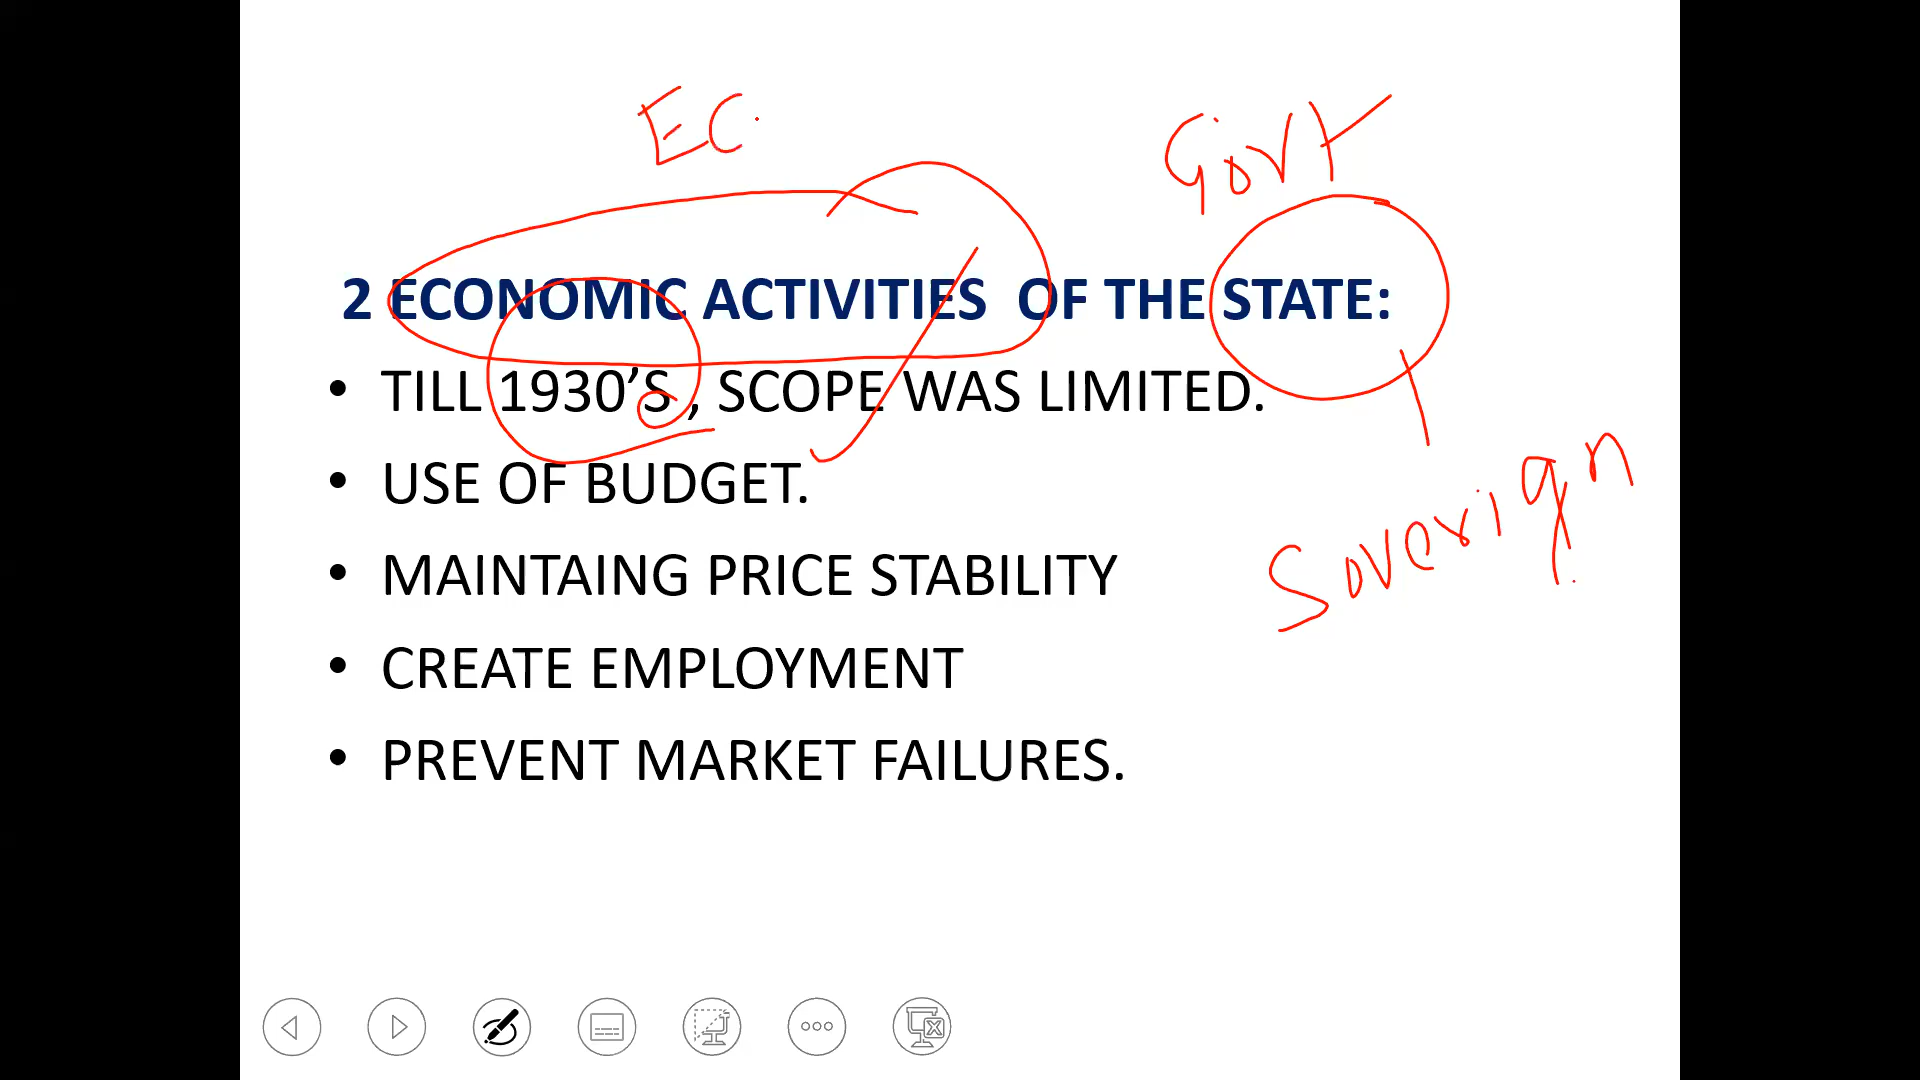 EC.
Govt
2 ECONOMIC ACTIVITIES OF THE STATE:
• TILL 1930’S , SCOPE WAS LIMITED.
• USE OF BUDGET.
• MAINTAING PRICE STABILITY
• CREATE EMPLOYMENT
• PREVENT MARKET FAILURES.
Soverign